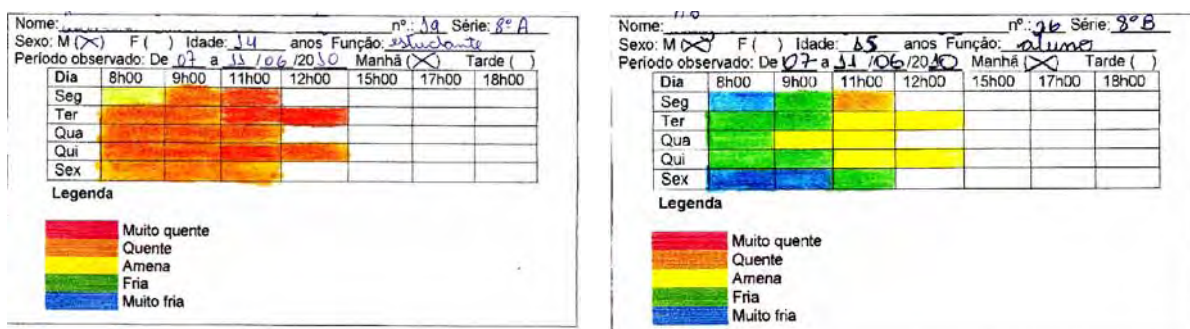 Nome: nº.: 19 Série: 8º A
Sexo: M (X) F ( ) Idade: 14 anos Função: estudante
Período observado: De 07 a 11 /06 /2010 Manhã (X) Tarde ( )
Dia 8h00 9h00 11h00 12h00 15h00 17h00 18h00
Seg
Ter
Qua
Qui
Sex
Legenda
Muito quente
Quente
Amena
Fria
Muito fria
Nome: nº.: 26 Série: 8º B
Sexo: M (X) F ( ) Idade: 15 anos Função: aluno
Período observado: De 07 a 11 /06/2010 Manhã (X) Tarde ( )
Dia 8h00 9h00 11h00 12h00 15h00 17h00 18h00
Seg
Ter
Qua
Qui
Sex
Legenda
Muito quente
Quente
Amena
Fria
Muito fria